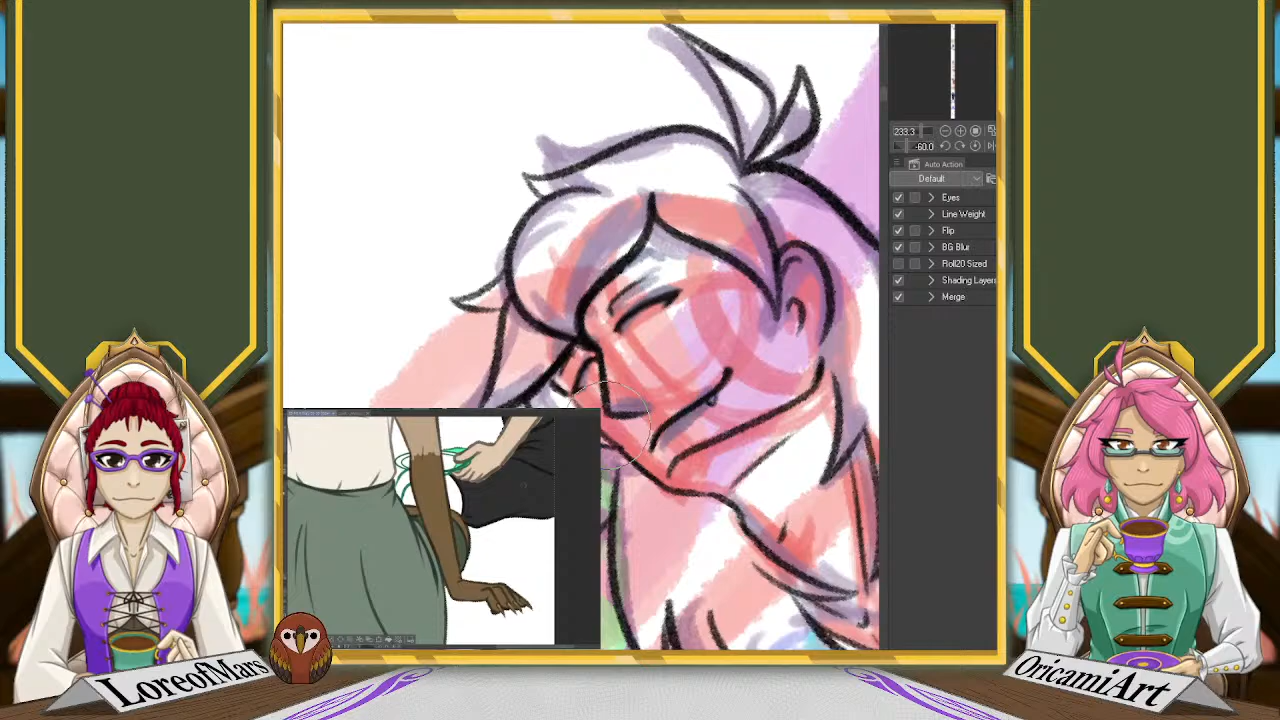 233.3
-60.0
Auto Action
Default
Eyes
Line Weight
Flip
BG Blur
Roll20 Sized
Shading Layers
Merge
LoreofMars
OricamiArt